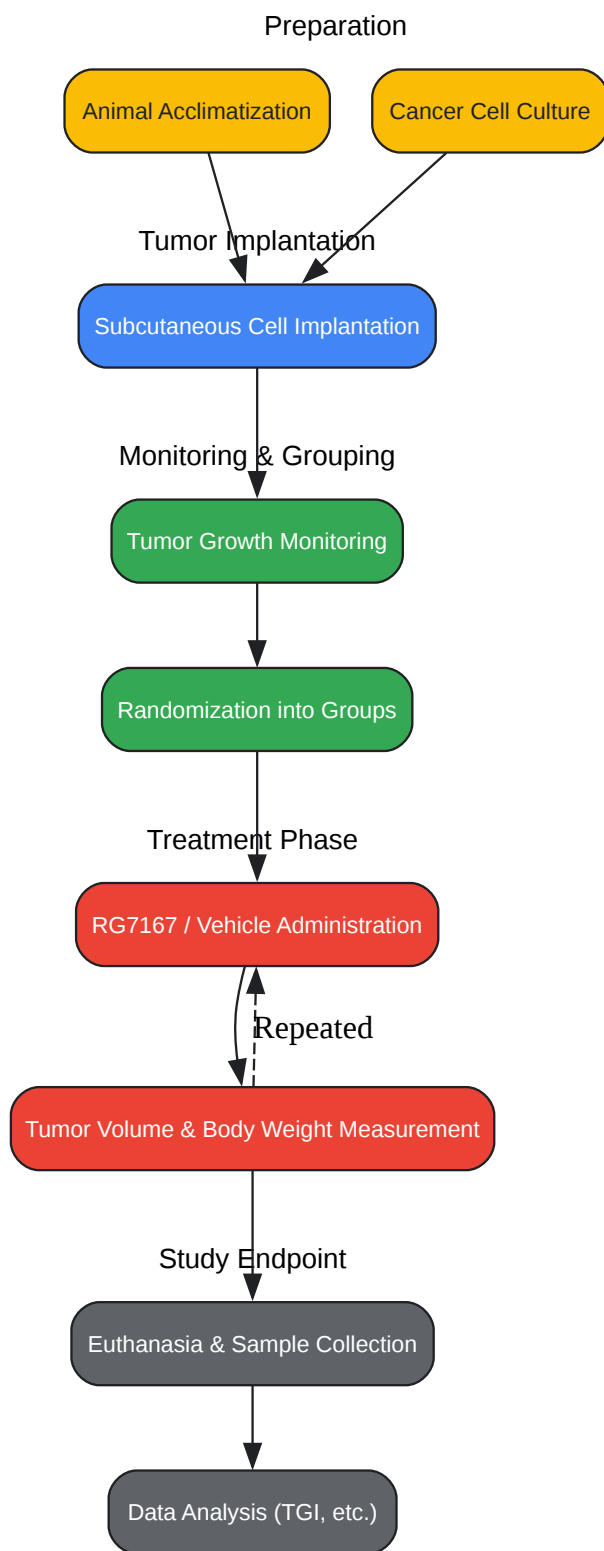 Preparation
Animal Acclimatization
Cancer Cell Culture
Tumor Implantation
Subcutaneous Cell Implantation
Monitoring & Grouping
Tumor Growth Monitoring
Randomization into Groups
Treatment Phase
RG7167 / Vehicle Administration
Repeated
Tumor Volume & Body Weight Measurement
Study Endpoint
Euthanasia & Sample Collection
Data Analysis (TGI, etc.)